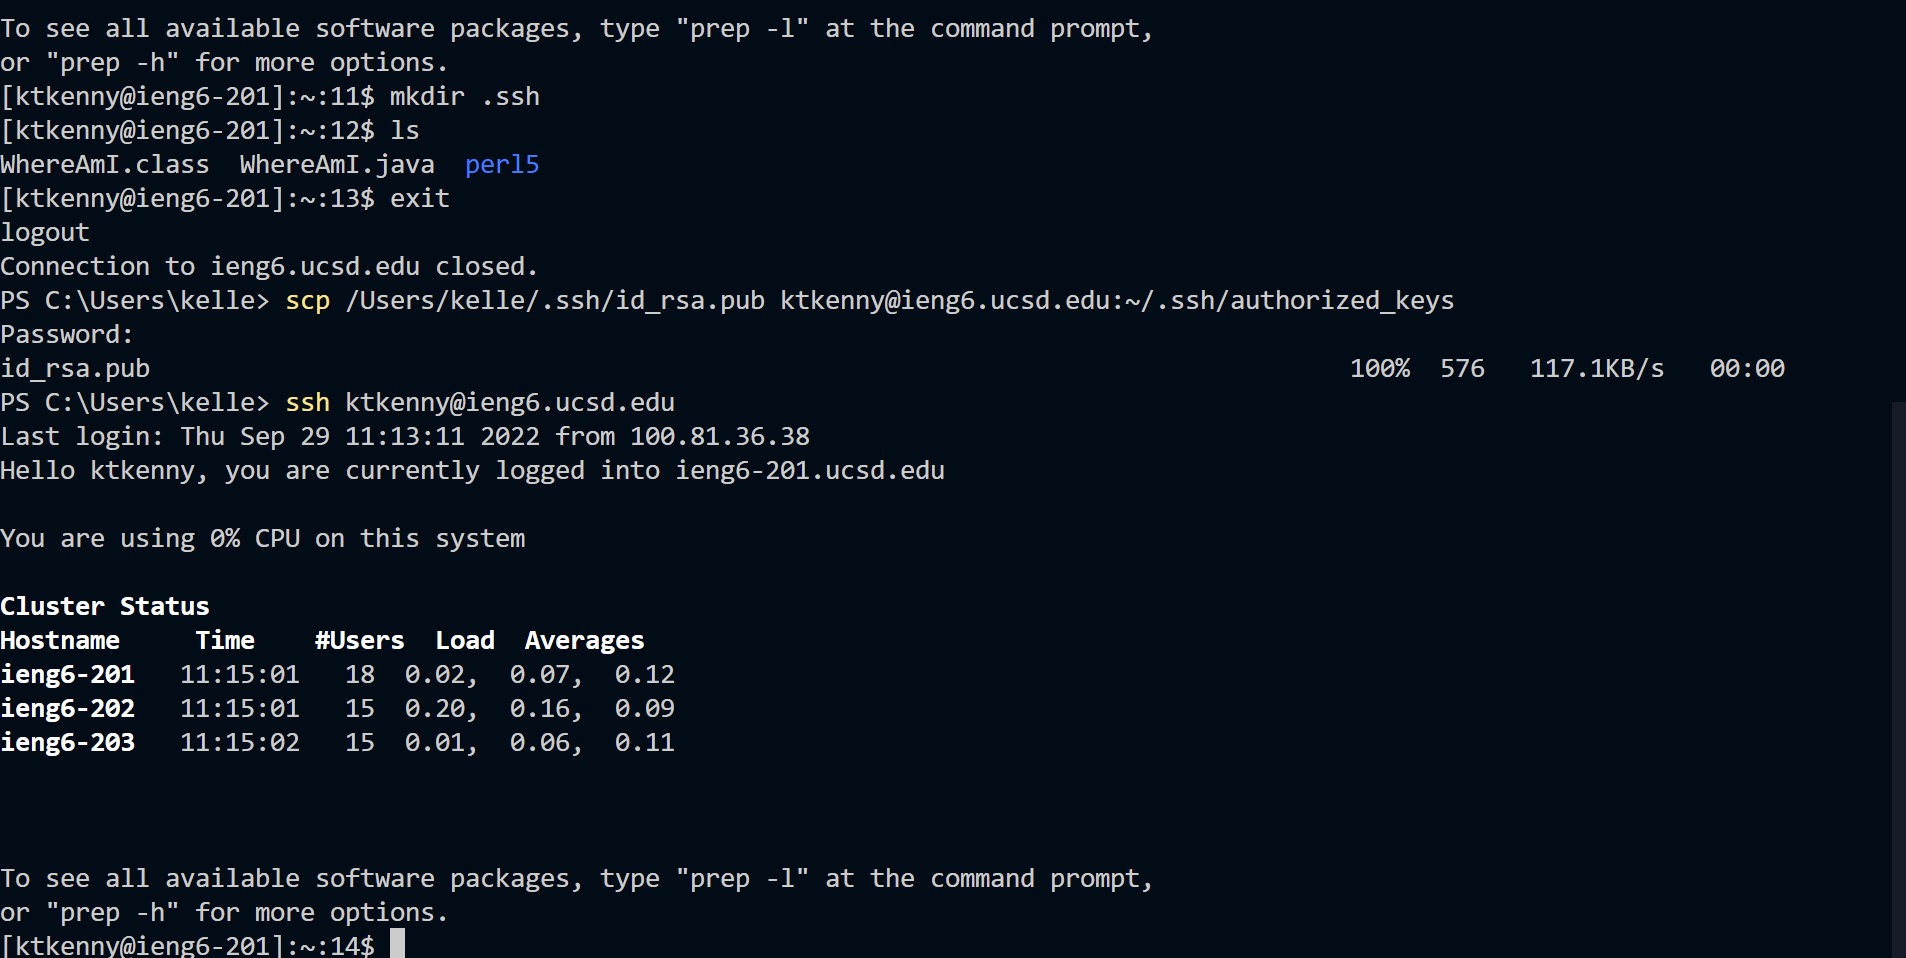 To see all available software packages, type "prep -l" at the command prompt,
or "prep -h" for more options.
[ktkenny@ieng6-201]:~:11$ mkdir .ssh
[ktkenny@ieng6-201]:~:12$ ls
WhereAmI.class  WhereAmI.java  perl5
[ktkenny@ieng6-201]:~:13$ exit
logout
Connection to ieng6.ucsd.edu closed.
PS C:\Users\kelle> scp /Users/kelle/.ssh/id_rsa.pub ktkenny@ieng6.ucsd.edu:~/.ssh/authorized_keys
Password:
id_rsa.pub 100% 576 117.1KB/s 00:00
PS C:\Users\kelle> ssh ktkenny@ieng6.ucsd.edu
Last login: Thu Sep 29 11:13:11 2022 from 100.81.36.38
Hello ktkenny, you are currently logged into ieng6-201.ucsd.edu
You are using 0% CPU on this system
Cluster Status
Hostname     Time    #Users  Load  Averages
ieng6-201   11:15:01   18  0.02,  0.07,  0.12
ieng6-202   11:15:01   15  0.20,  0.16,  0.09
ieng6-203   11:15:02   15  0.01,  0.06,  0.11
To see all available software packages, type "prep -l" at the command prompt,
or "prep -h" for more options.
[ktkenny@ieng6-201]:~:14$